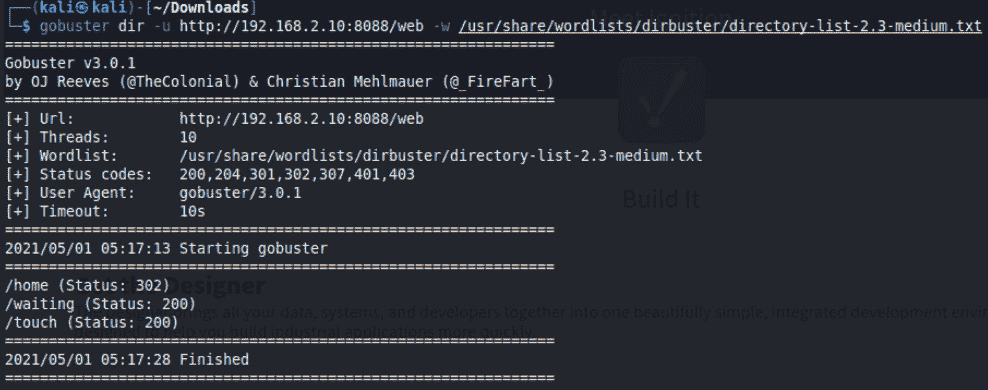 ┌──(kali㉿kali)-[~/Downloads]
└─$ gobuster dir -u http://192.168.2.10:8088/web -w /usr/share/wordlists/dirbuster/directory-list-2.3-medium.txt
===============================================================
Gobuster v3.0.1
by OJ Reeves (@TheColonial) & Christian Mehlmauer (@_FireFart_)
===============================================================
[+] Url:            http://192.168.2.10:8088/web
[+] Threads:        10
[+] Wordlist:       /usr/share/wordlists/dirbuster/directory-list-2.3-medium.txt
[+] Status codes:   200,204,301,302,307,401,403
[+] User Agent:     gobuster/3.0.1
[+] Timeout:        10s
Build It
===============================================================
2021/05/01 05:17:13 Starting gobuster
===============================================================
/home (Status: 302)
Designer
/waiting (Status: 200)
ings all your data, systems, and developers together into one beautifully simple, integrated development envir
/touch (Status: 200)
to help you build industrial applications more quickly.
===============================================================
2021/05/01 05:17:28 Finished
===============================================================